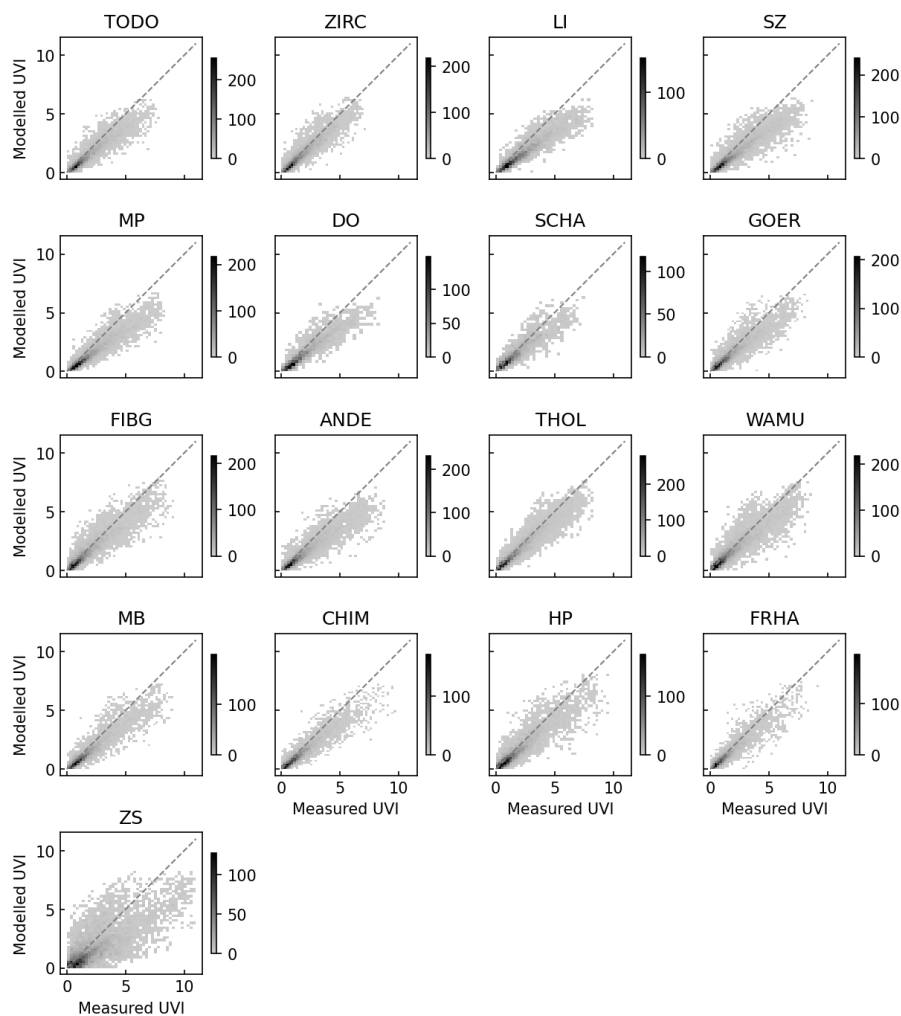 TODO ZIRC LI SZ
10 200 200 100 200
Modelled UVI 5 100 100 100
0 0 0 0 0
MP DO SCHA GOER
10 200 100 100 200
Modelled UVI 5 100 50 50 100
0 0 0 0 0
FIBG ANDE THOL WAMU
10 200 200 200 200
Modelled UVI 5 100 100 100 100
0 0 0 0 0
MB CHIM HP FRHA
10
Modelled UVI 5 100 100 100 100
0 0 0 0 0
0 5 10 0 5 10 0 5 10
Measured UVI Measured UVI Measured UVI
ZS
10 100
Modelled UVI 5 50
0 0
0 5 10
Measured UVI